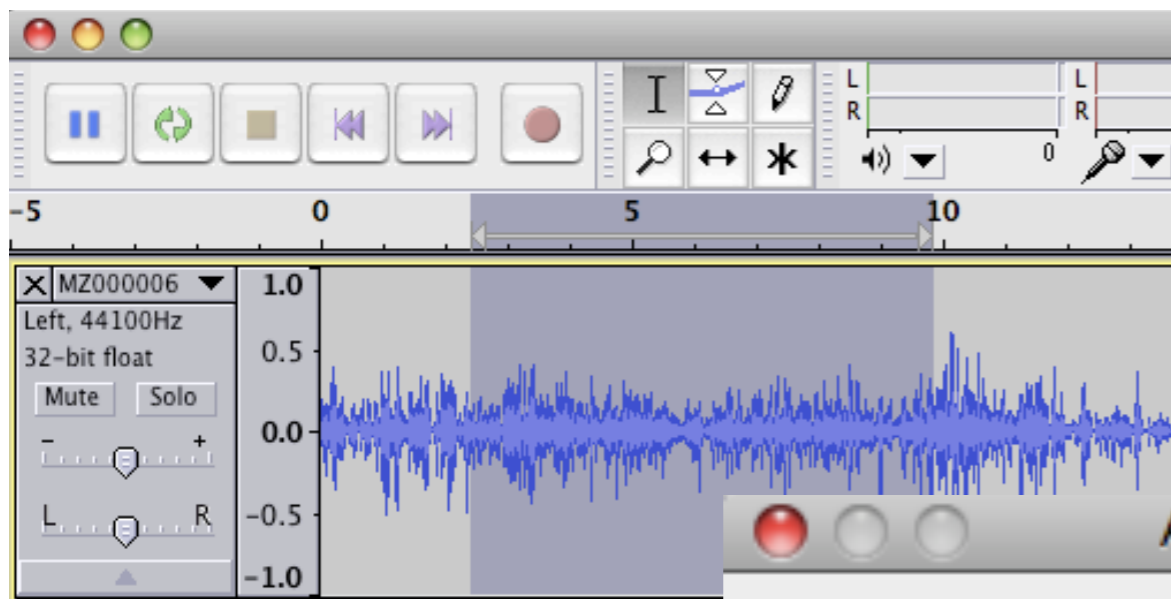 L
R
L
R
0
-5 0 5 10
MZ000006
Left, 44100Hz
32-bit float
Mute Solo
- +
L R
1.0
0.5
0.0
-0.5
-1.0